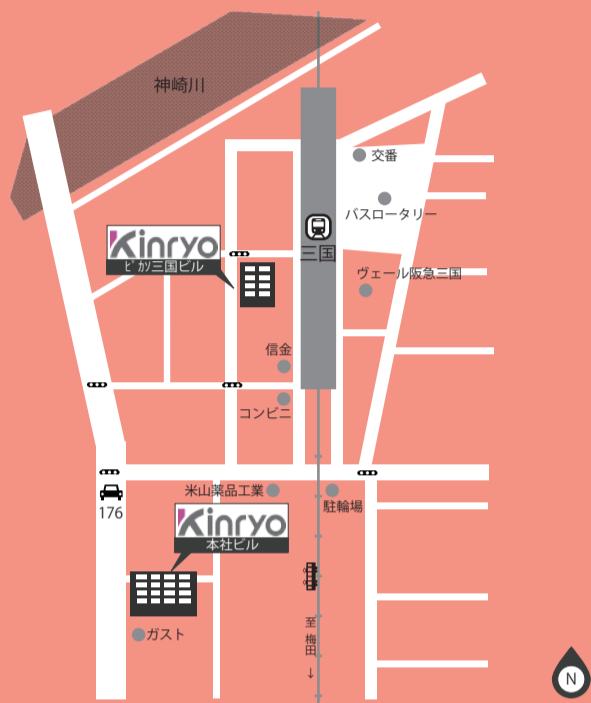 神崎川
交番
バスロータリー
Kinryo
ピカソ三国ビル
三国
ヴェール阪急三国
信金
コンビニ
米山薬品工業
駐輪場
176
Kinryo
本社ビル
至 梅田 →
ガスト
N